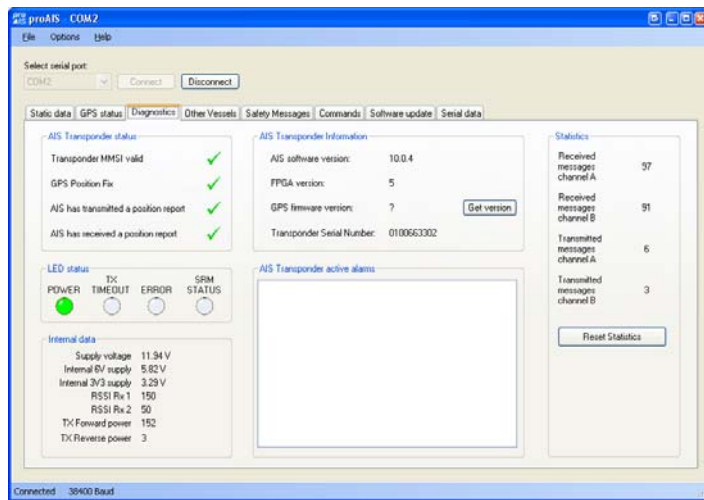 proAIS - COM2
File Options Help
Select serial port:
COM2 Connect Disconnect
Static data GPS status Diagnostics Other Vessels Safety Messages Commands Software update Serial data
AIS Transponder status
Transponder MMSI valid
GPS Position Fix
AIS has transmitted a position report
AIS has received a position report
LED status
POWER TX TIMEOUT ERROR SRM STATUS
Internal data
Supply voltage 11.94 V
Internal 6V supply 5.82 V
Internal 3V3 supply 3.29 V
RSSI Rx 1 150
RSSI Rx 2 50
TX Forward power 152
TX Reverse power 3
AIS Transponder Information
AIS software version: 10.0.4
FPGA version: 5
GPS firmware version: ? Get version
Transponder Serial Number: 0100663302
AIS Transponder active alarms
Statistics
Received
messages 97
channel A
Received
messages 91
channel B
Transmitted
messages 6
channel A
Transmitted
messages 3
channel B
Reset Statistics
Connected 38400 Baud